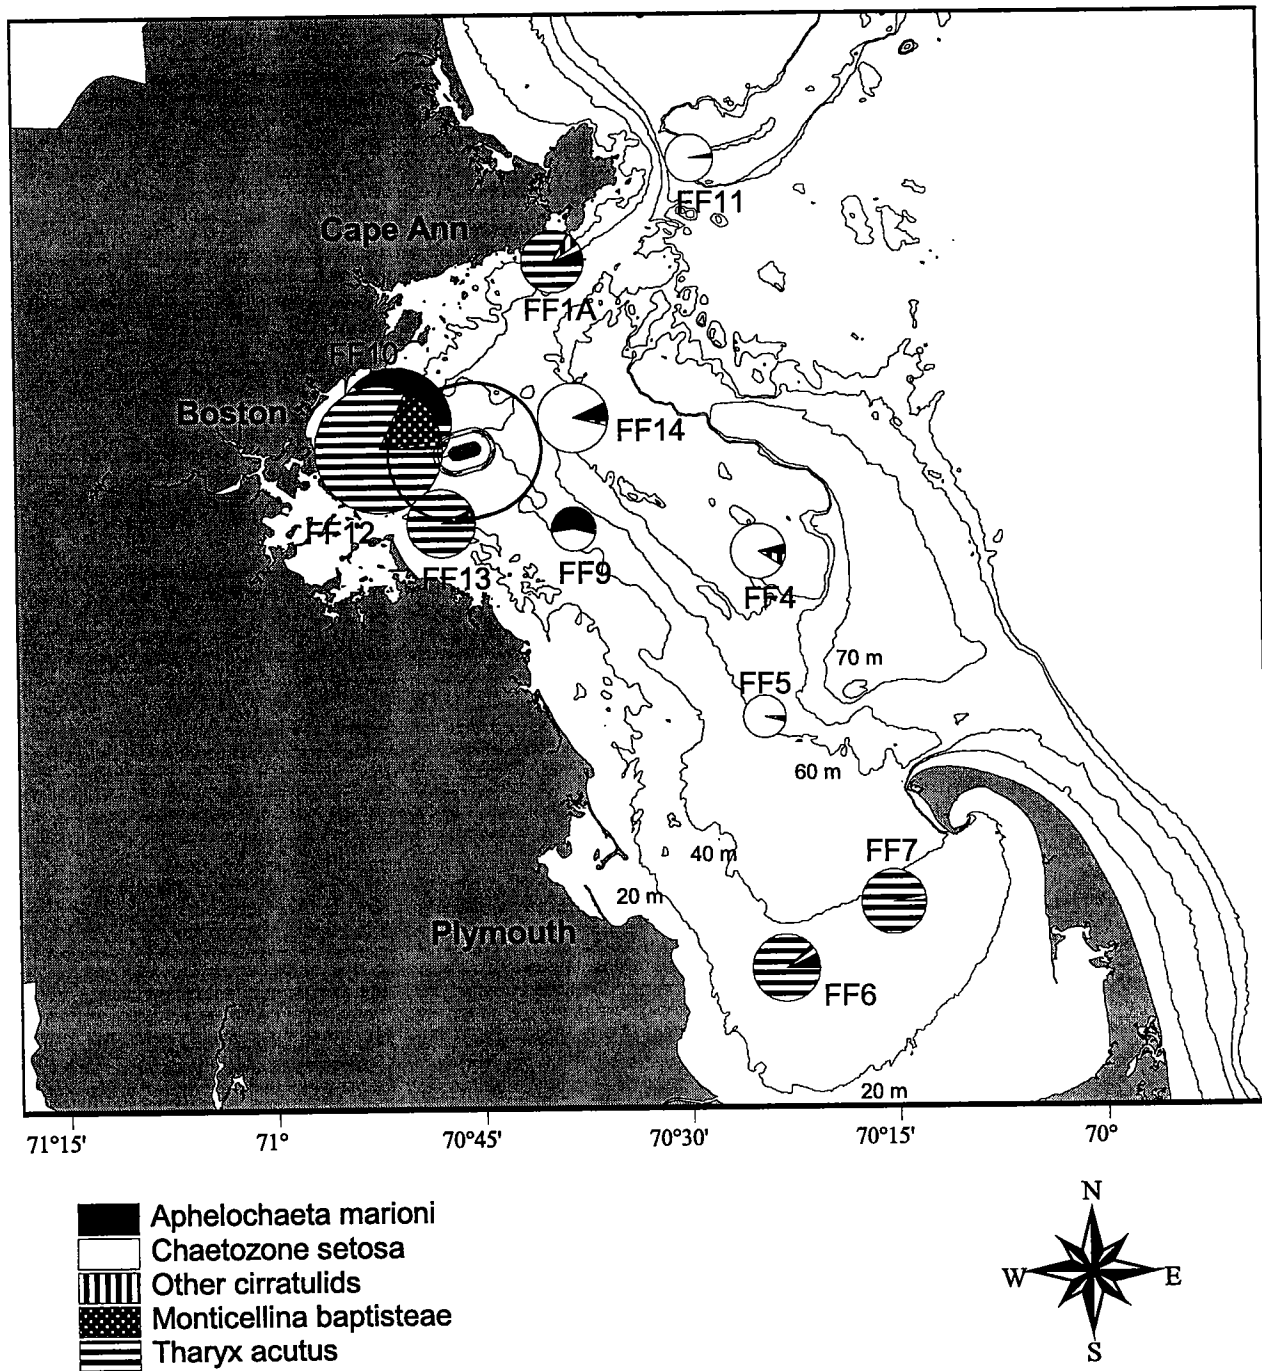 FF11
Cape Ann
FF1A
FF10
Boston
FF14
FF12
FF13
FF9
FF4
70 m
FF5
60 m
FF7
40 m
20 m
Plymouth
FF6
20 m
71°15'
71°
70°45'
70°30'
70°15'
70°
Aphelochaeta marioni
Chaetozone setosa
Other cirratulids
Monticellina baptisteae
Tharyx acutus
N
W
E
S